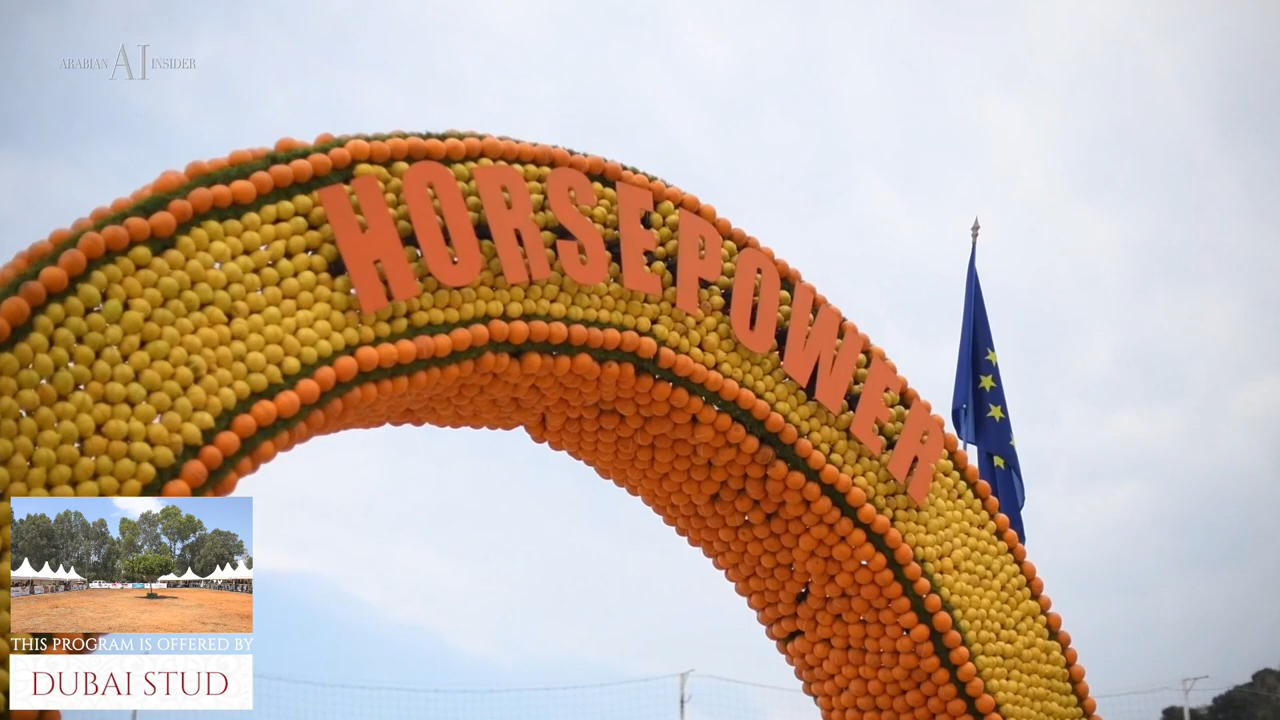 ARABIAN AI INSIDER
HORSEPOWER
THIS PROGRAM IS OFFERED BY
DUBAI STUD